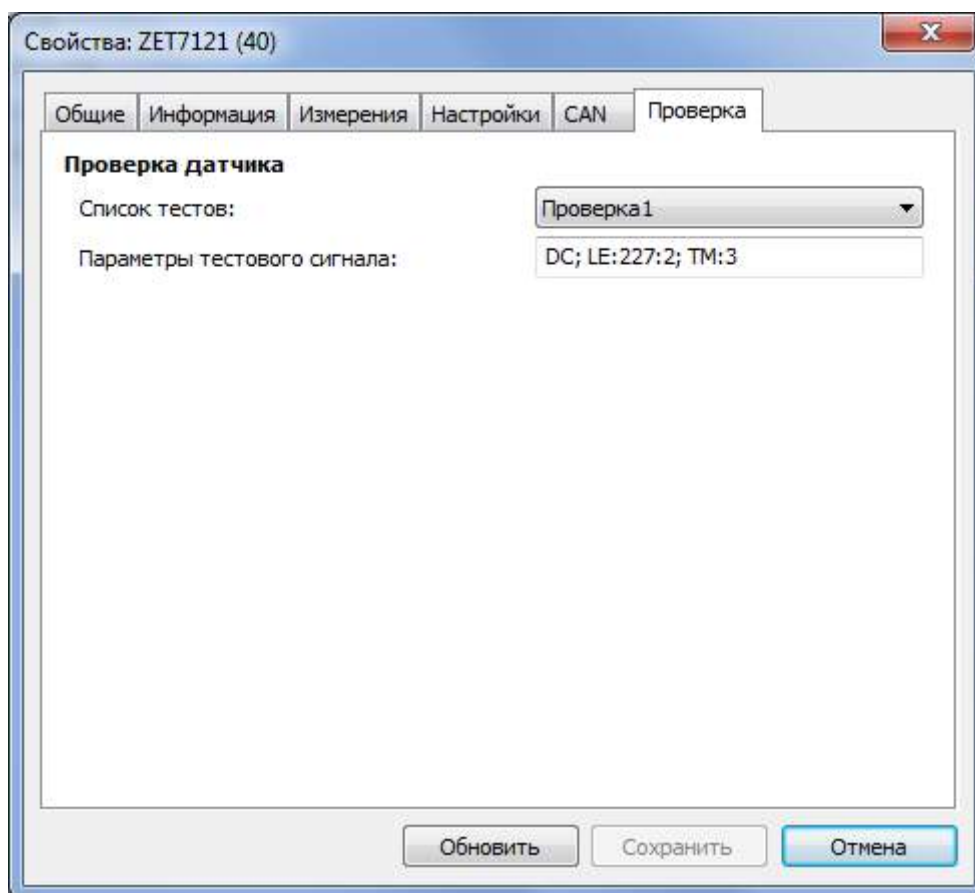 Свойства: ZET7121 (40)
Общие Информация Измерения Настройки CAN Проверка
Проверка датчика
Список тестов: Проверка1
Параметры тестового сигнала: DC; LE:227:2; TM:3
Обновить Сохранить Отмена